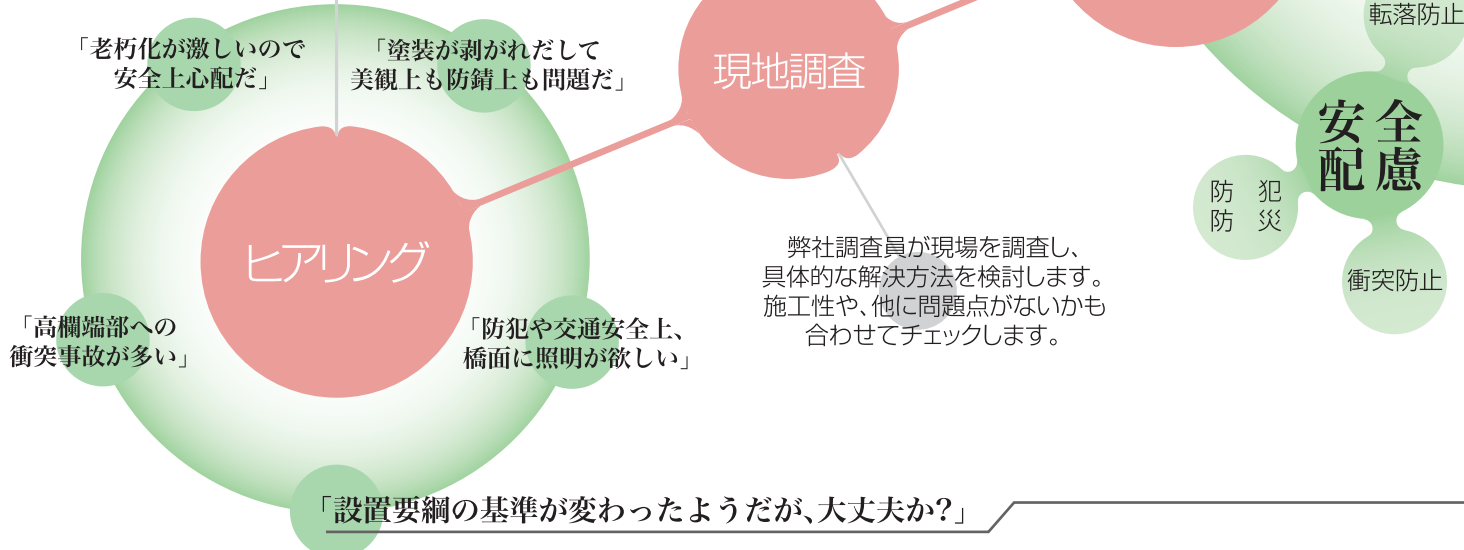 「老朽化が激しいので
安全上心配だ」
「塗装が剥がれだして
美観上も防錆上も問題だ」
ヒアリング
「高欄端部への
衝突事故が多い」
「防犯や交通安全上、
橋面に照明が欲しい」
「設置要綱の基準が変わったようだが、大丈夫か?」
現地調査
弊社調査員が現場を調査し、
具体的な解決方法を検討します。
施工性や、他に問題点がないかも
合わせてチェックします。
転落防止
安全
配慮
防　犯
防　災
衝突防止